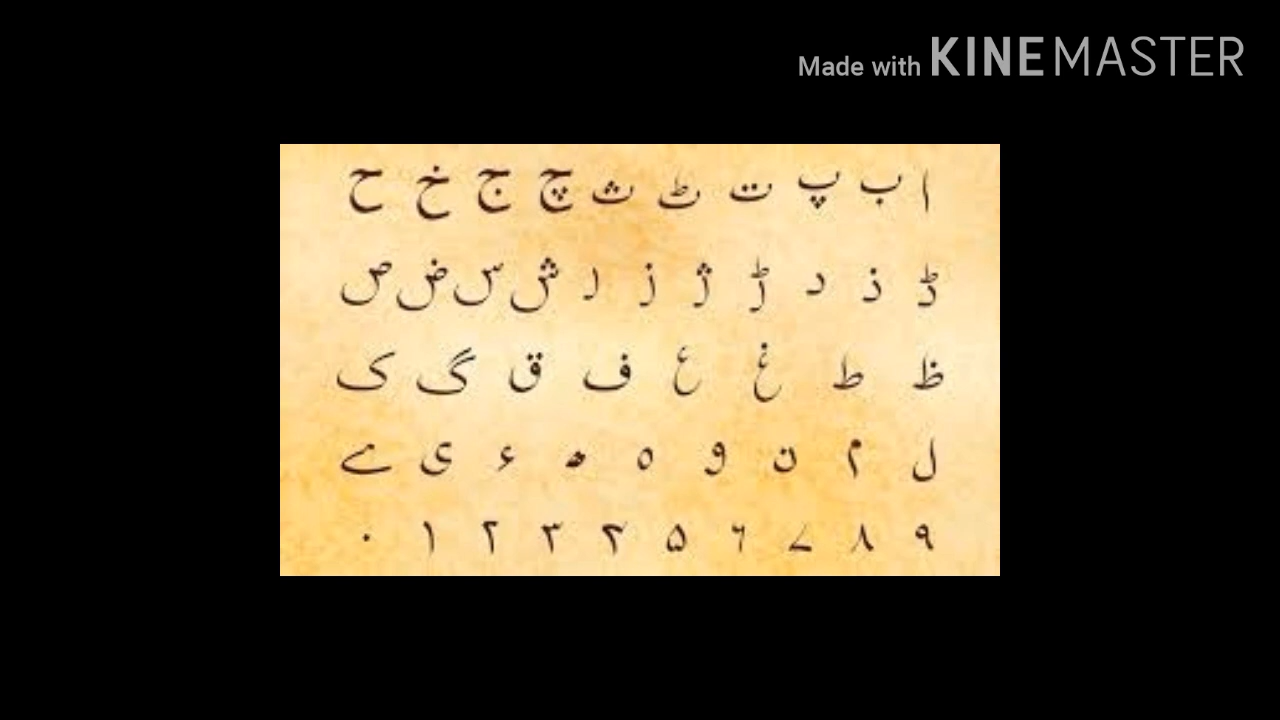 Made with KINEMASTER
ا ب پ ت ٹ ث چ ج خ ح
ڈ ذ د ڑ ژ ز ر ش س ض ص
ظ ط غ ع ف ق گ ک
ل م ن و ہ ھ ء ی ے
۹ ۸ ۷ ۶ ۵ ۴ ۳ ۲ ۱ ۰